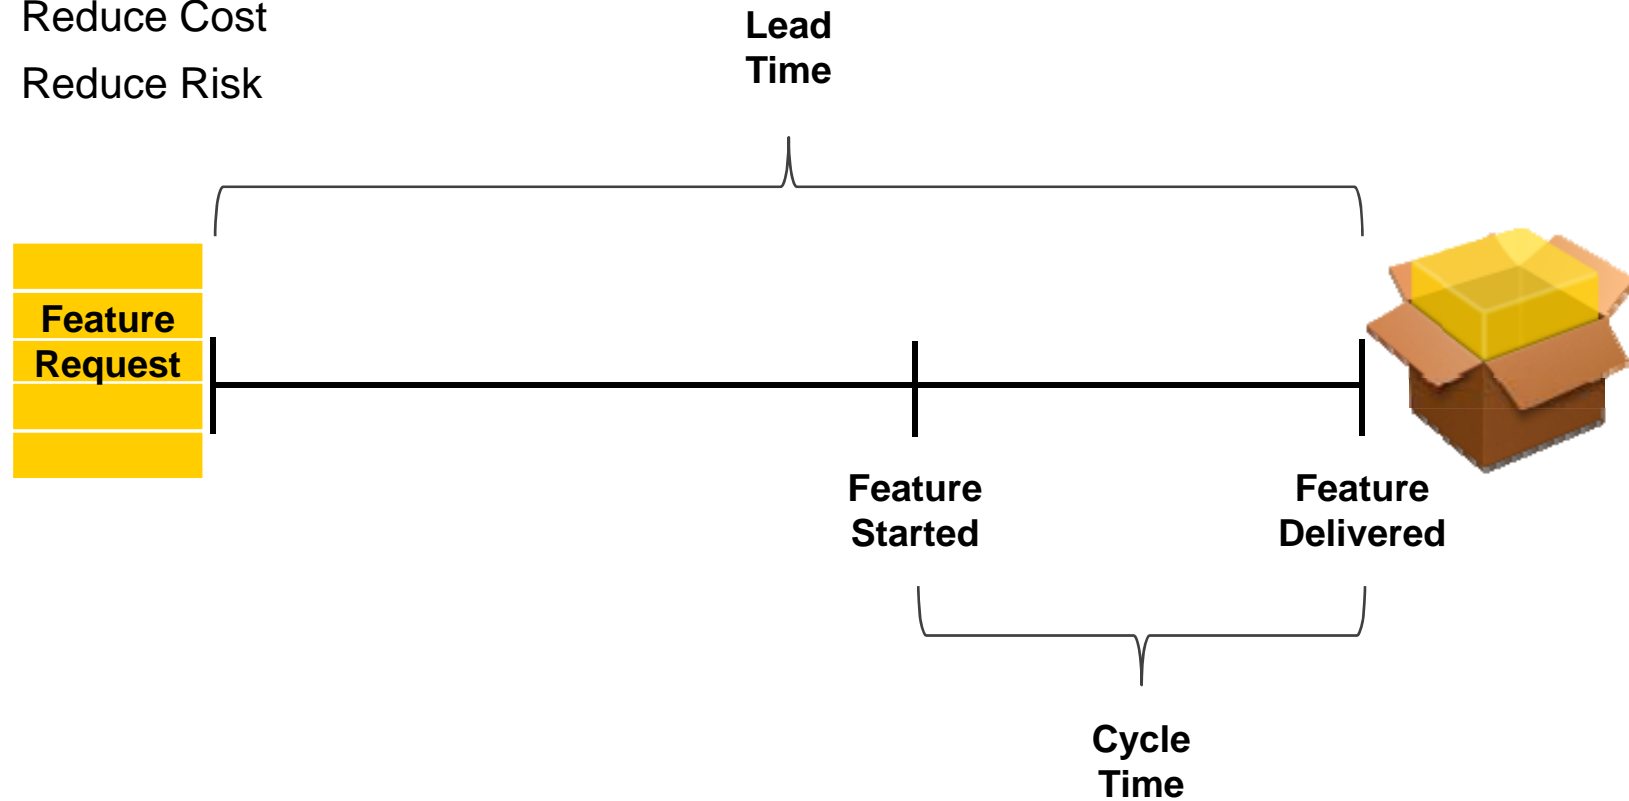 Reduce Cost
Reduce Risk
Lead
Time
Feature
Request
Feature
Started
Feature
Delivered
Cycle
Time